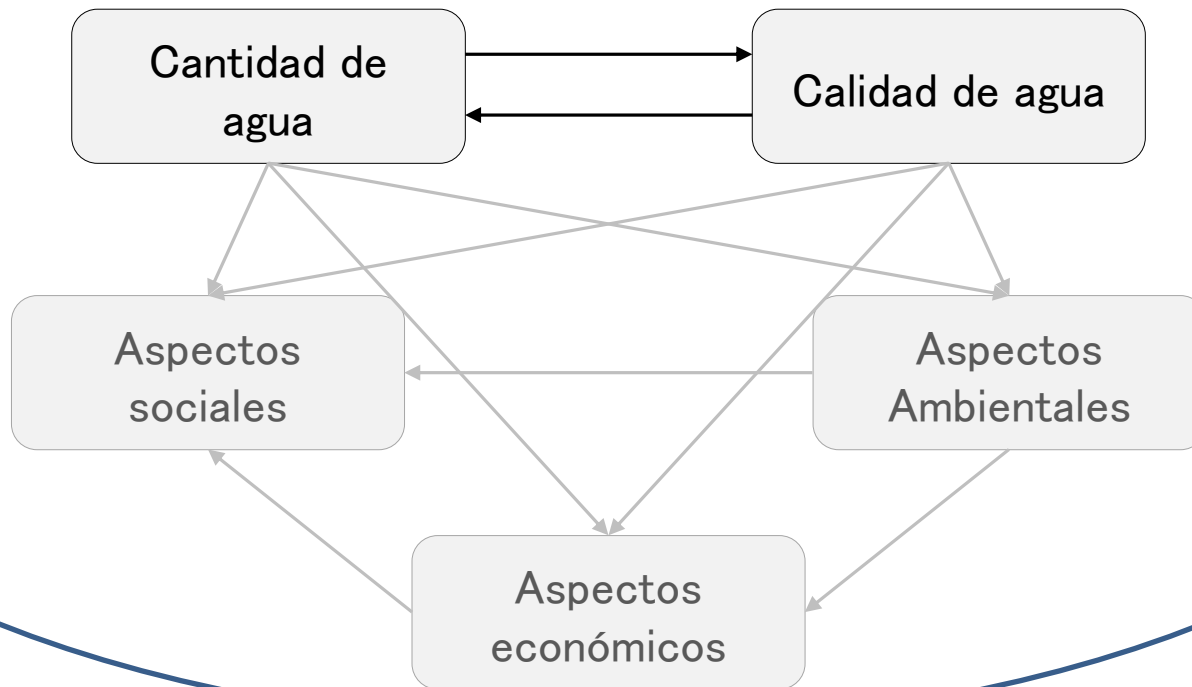 Cantidad de
agua
Calidad de agua
Aspectos
sociales
Aspectos
Ambientales
Aspectos
económicos